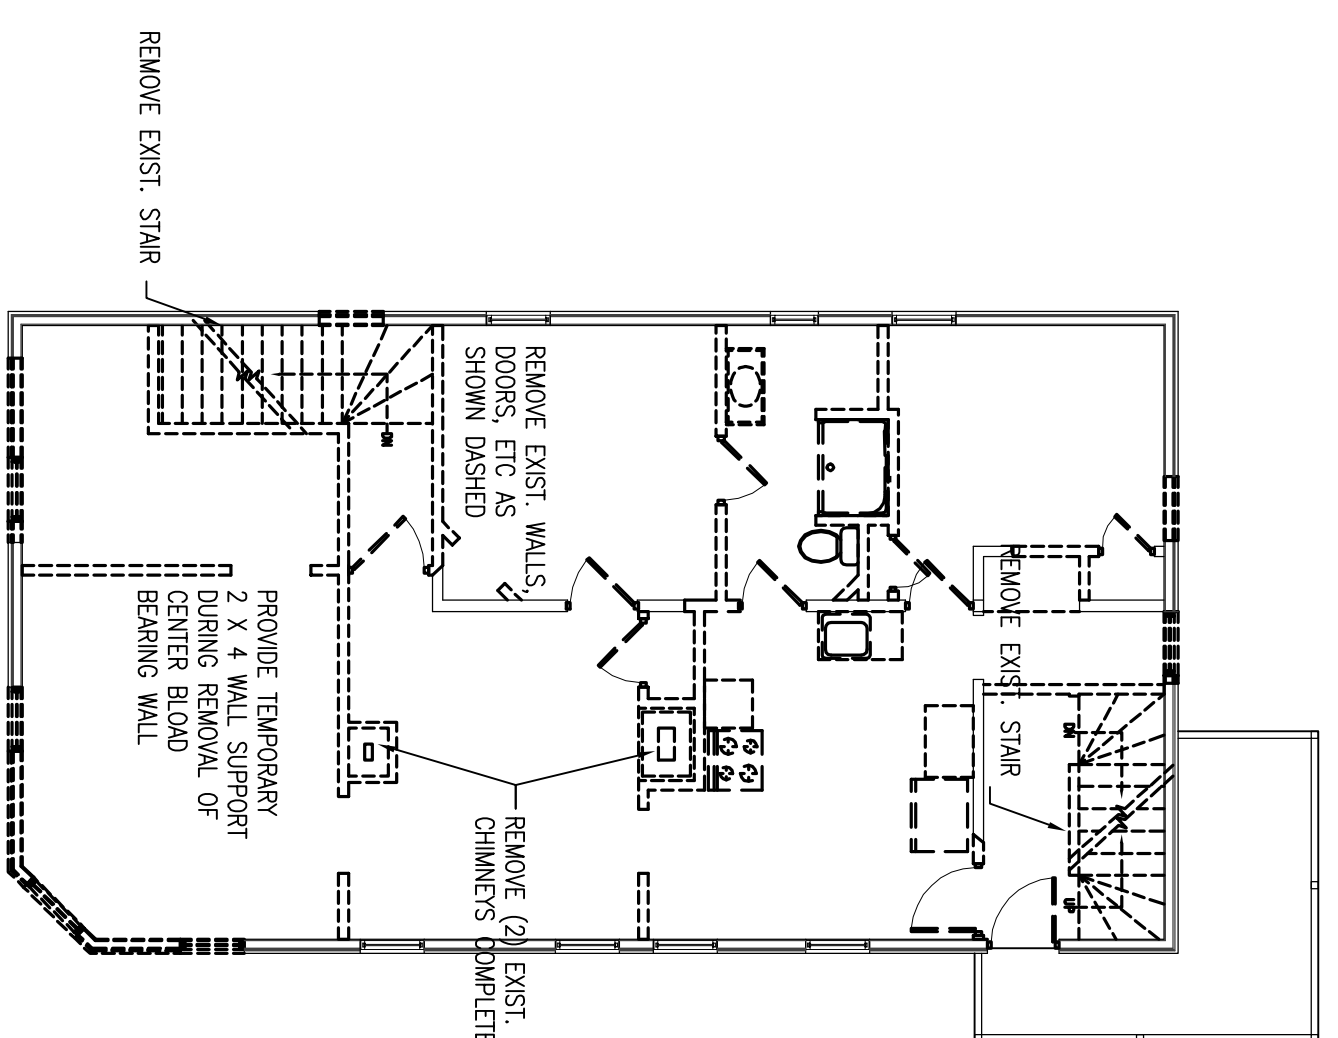 REMOVE EXIST. STAIR
REMOVE EXIST. WALLS,
DOORS, ETC AS
SHOWN DASHED
DN
REMOVE EXIST. STAIR
DN
UP
PROVIDE TEMPORARY
2 X 4 WALL SUPPORT
DURING REMOVAL OF
CENTER BLOAD
BEARING WALL
REMOVE (2) EXIST.
CHIMNEYS COMPLETE